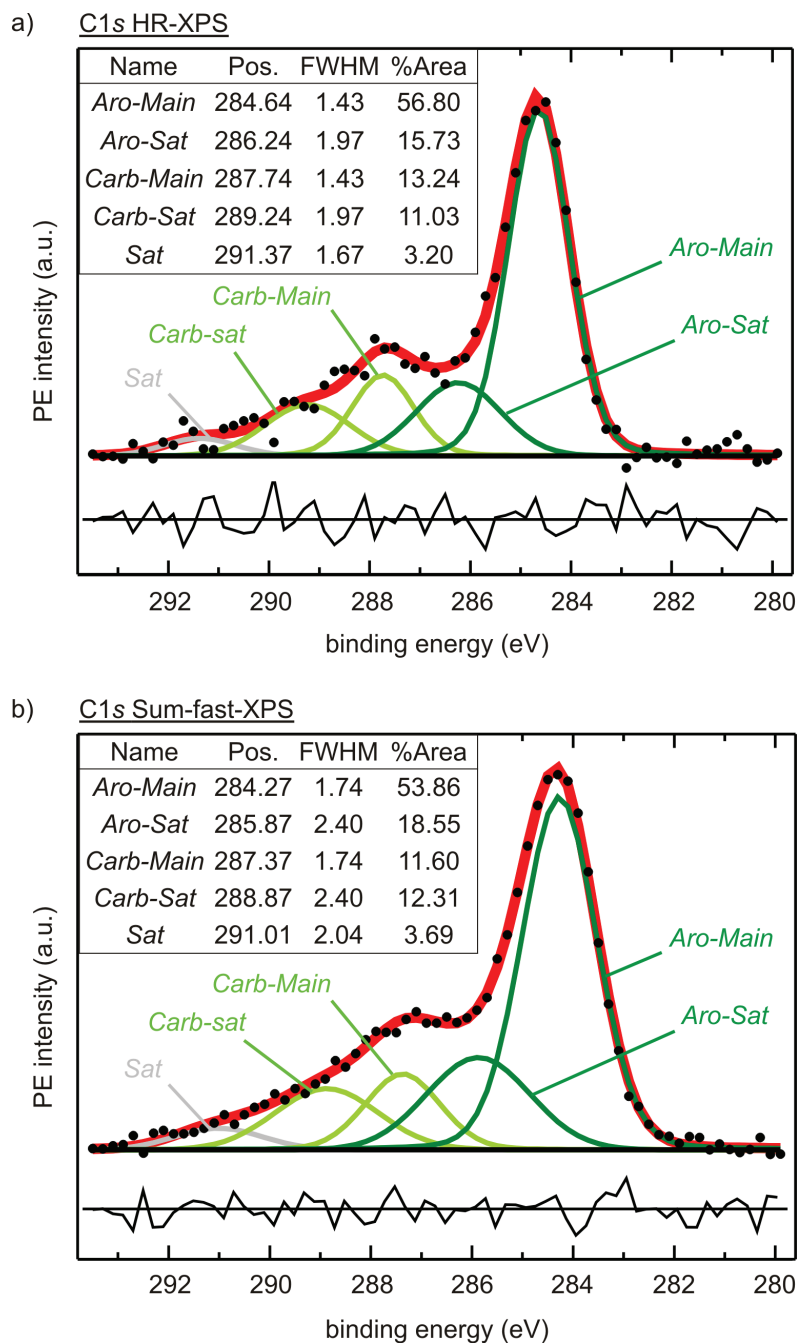 a) C1s HR-XPS
Name Pos. FWHM %Area
Aro-Main 284.64 1.43 56.80
Aro-Sat 286.24 1.97 15.73
Carb-Main 287.74 1.43 13.24
Carb-Sat 289.24 1.97 11.03
Sat 291.37 1.67 3.20
Aro-Main
Carb-Main
Aro-Sat
Carb-sat
Sat
PE intensity (a.u.)
292 290 288 286 284 282 280
binding energy (eV)
b) C1s Sum-fast-XPS
Name Pos. FWHM %Area
Aro-Main 284.27 1.74 53.86
Aro-Sat 285.87 2.40 18.55
Carb-Main 287.37 1.74 11.60
Carb-Sat 288.87 2.40 12.31
Sat 291.01 2.04 3.69
Aro-Main
Carb-Main
Aro-Sat
Carb-sat
Sat
PE intensity (a.u.)
292 290 288 286 284 282 280
binding energy (eV)